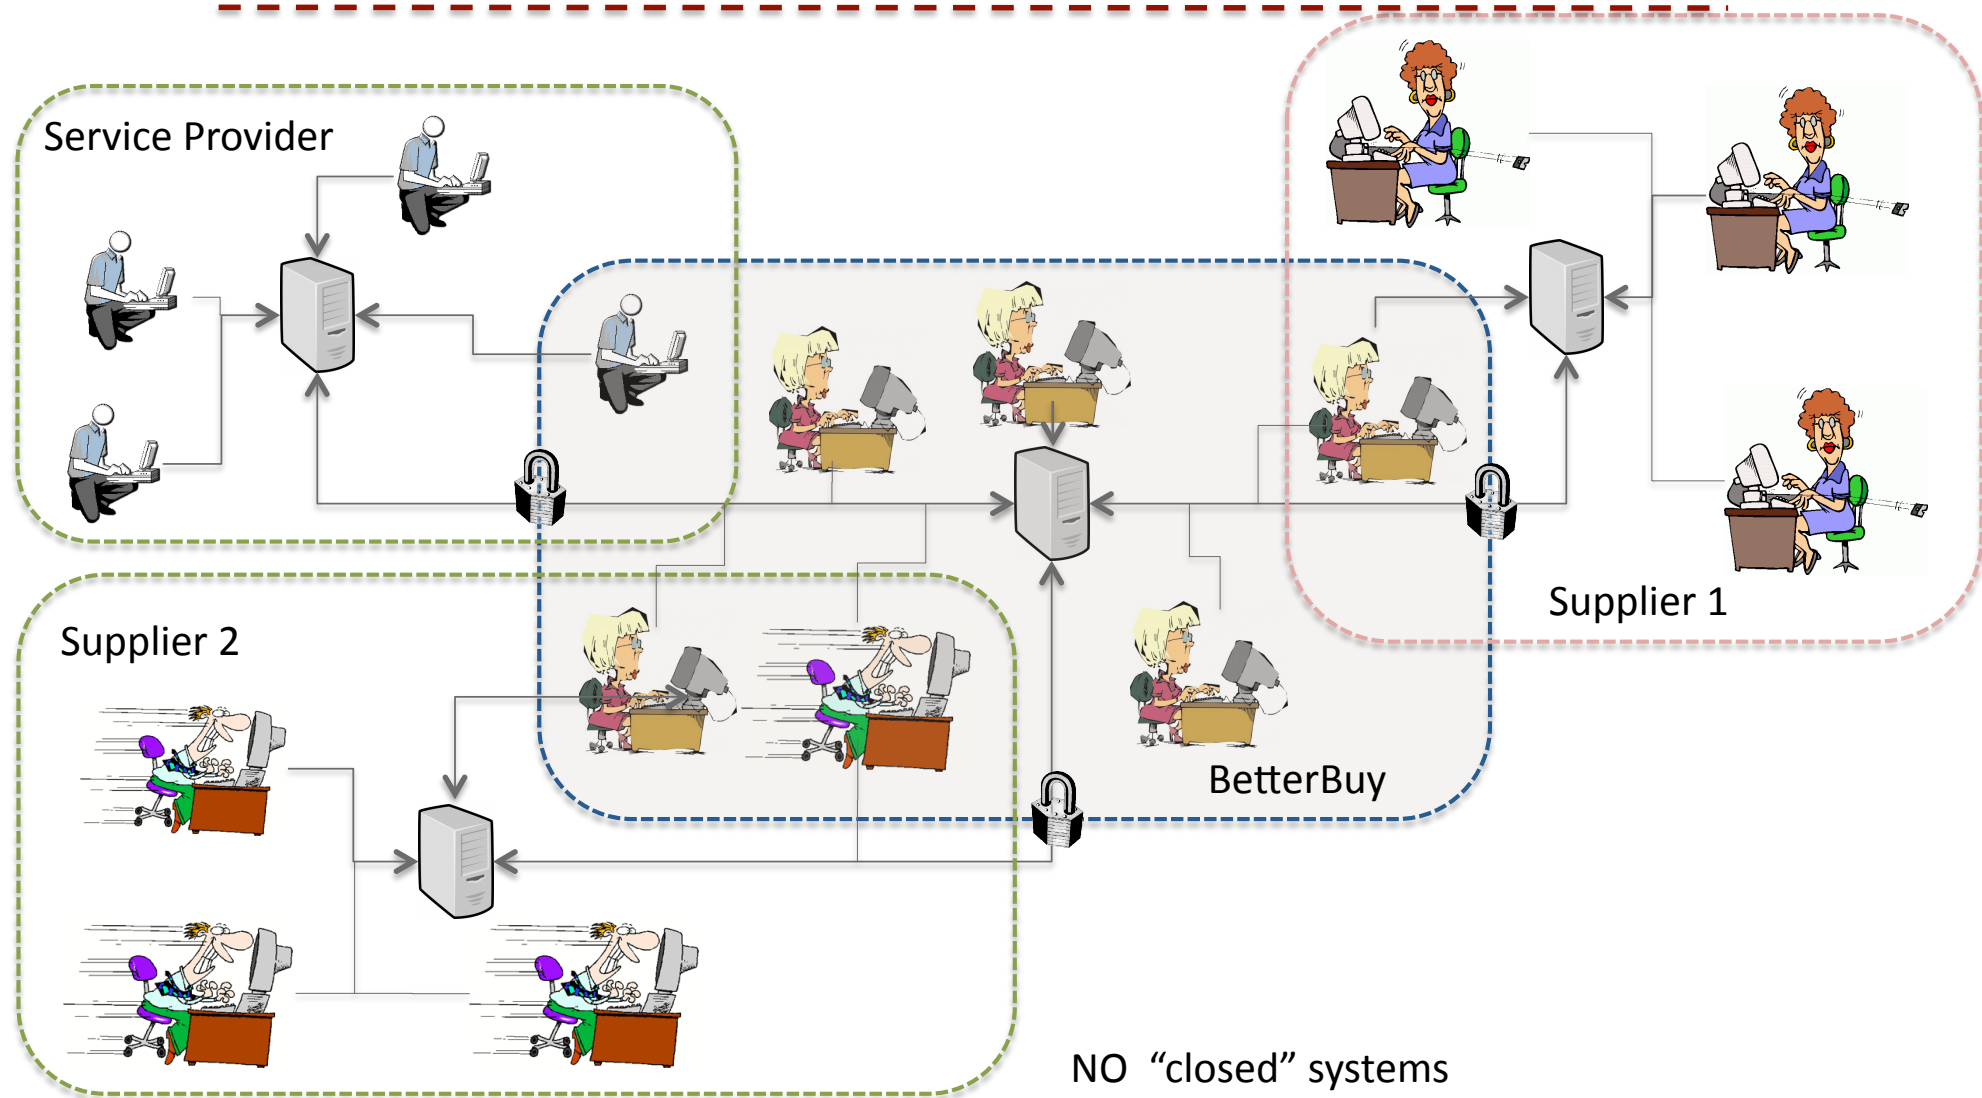 Service Provider
Supplier 1
Supplier 2
BetterBuy
NO “closed” systems